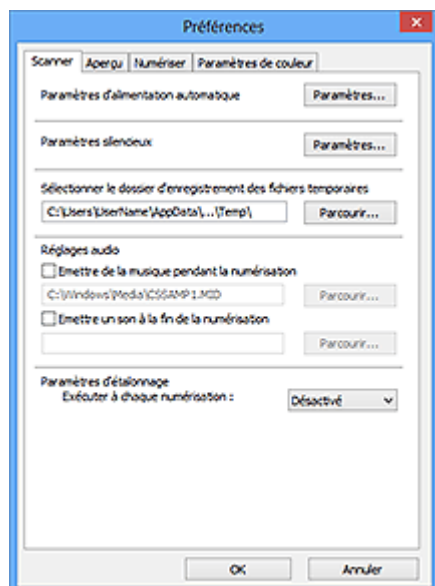 Préférences
Scanner Aperçu Numériser Paramètres de couleur
Paramètres d'alimentation automatique Paramètres...
Paramètres silencieux Paramètres...
Sélectionner le dossier d'enregistrement des fichiers temporaires
C:\Users\UserName\AppData\...\Temp\ Parcourir...
Réglages audio
Emettre de la musique pendant la numérisation
C:\Windows\Media\CSSAMP1.MID Parcourir...
Emettre un son à la fin de la numérisation
Parcourir...
Paramètres d'étalonnage
Exécuter à chaque numérisation : Désactivé
OK Annuler